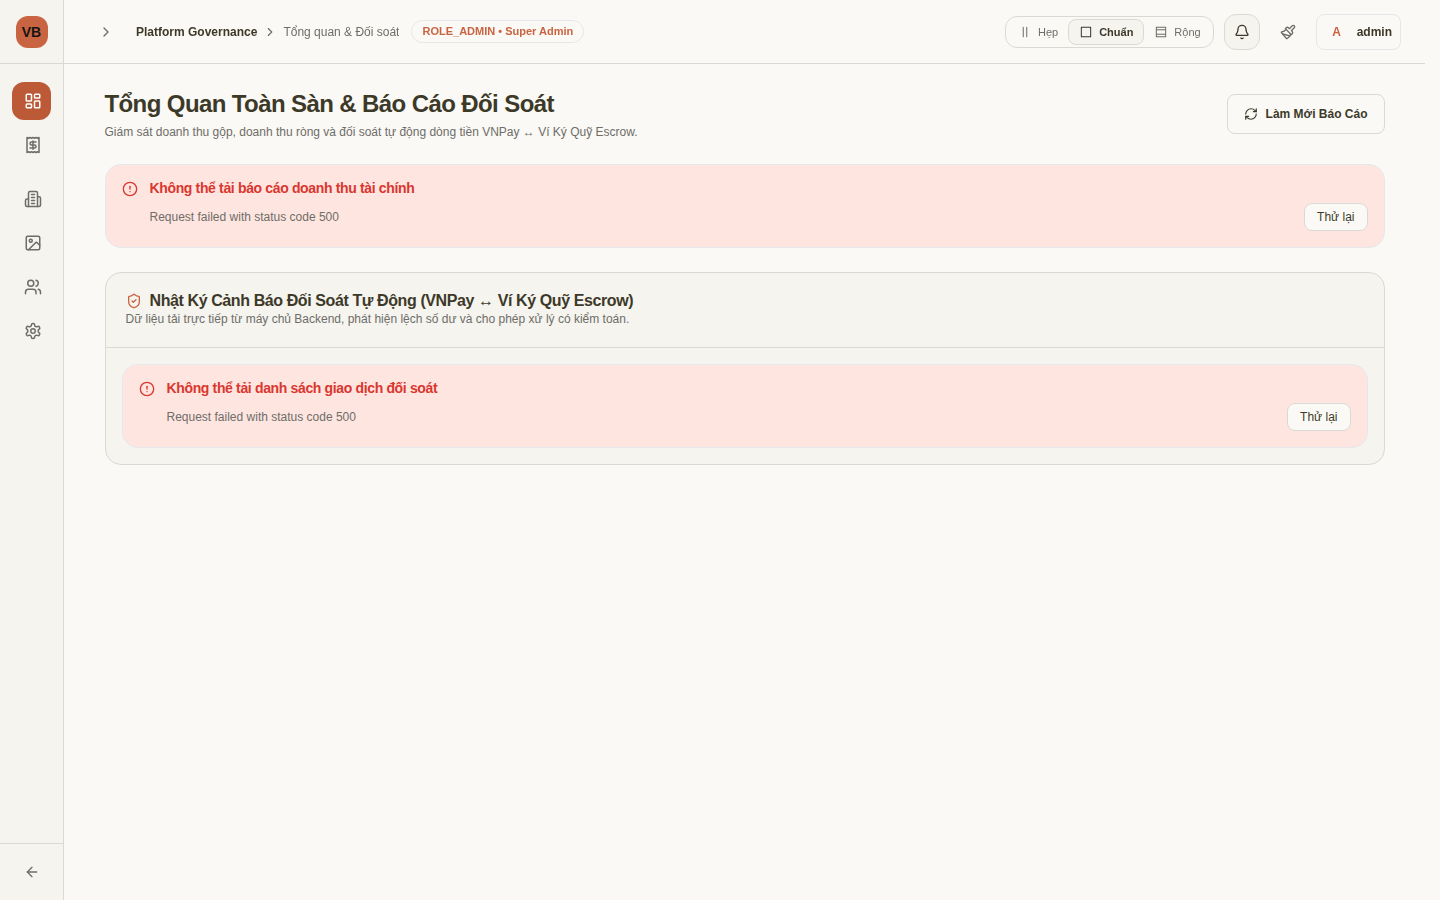 VB
Platform Governance
Tổng quan & Đối soát
ROLE_ADMIN • Super Admin
Hẹp
Chuẩn
Rộng
A
admin
Tổng Quan Toàn Sàn & Báo Cáo Đối Soát
Giám sát doanh thu gộp, doanh thu ròng và đối soát tự động dòng tiền VNPay ↔ Ví Ký Quỹ Escrow.
Làm Mới Báo Cáo
Không thể tải báo cáo doanh thu tài chính
Request failed with status code 500
Thử lại
Nhật Ký Cảnh Báo Đối Soát Tự Động (VNPay ↔ Ví Ký Quỹ Escrow)
Dữ liệu tải trực tiếp từ máy chủ Backend, phát hiện lệch số dư và cho phép xử lý có kiểm toán.
Không thể tải danh sách giao dịch đối soát
Request failed with status code 500
Thử lại